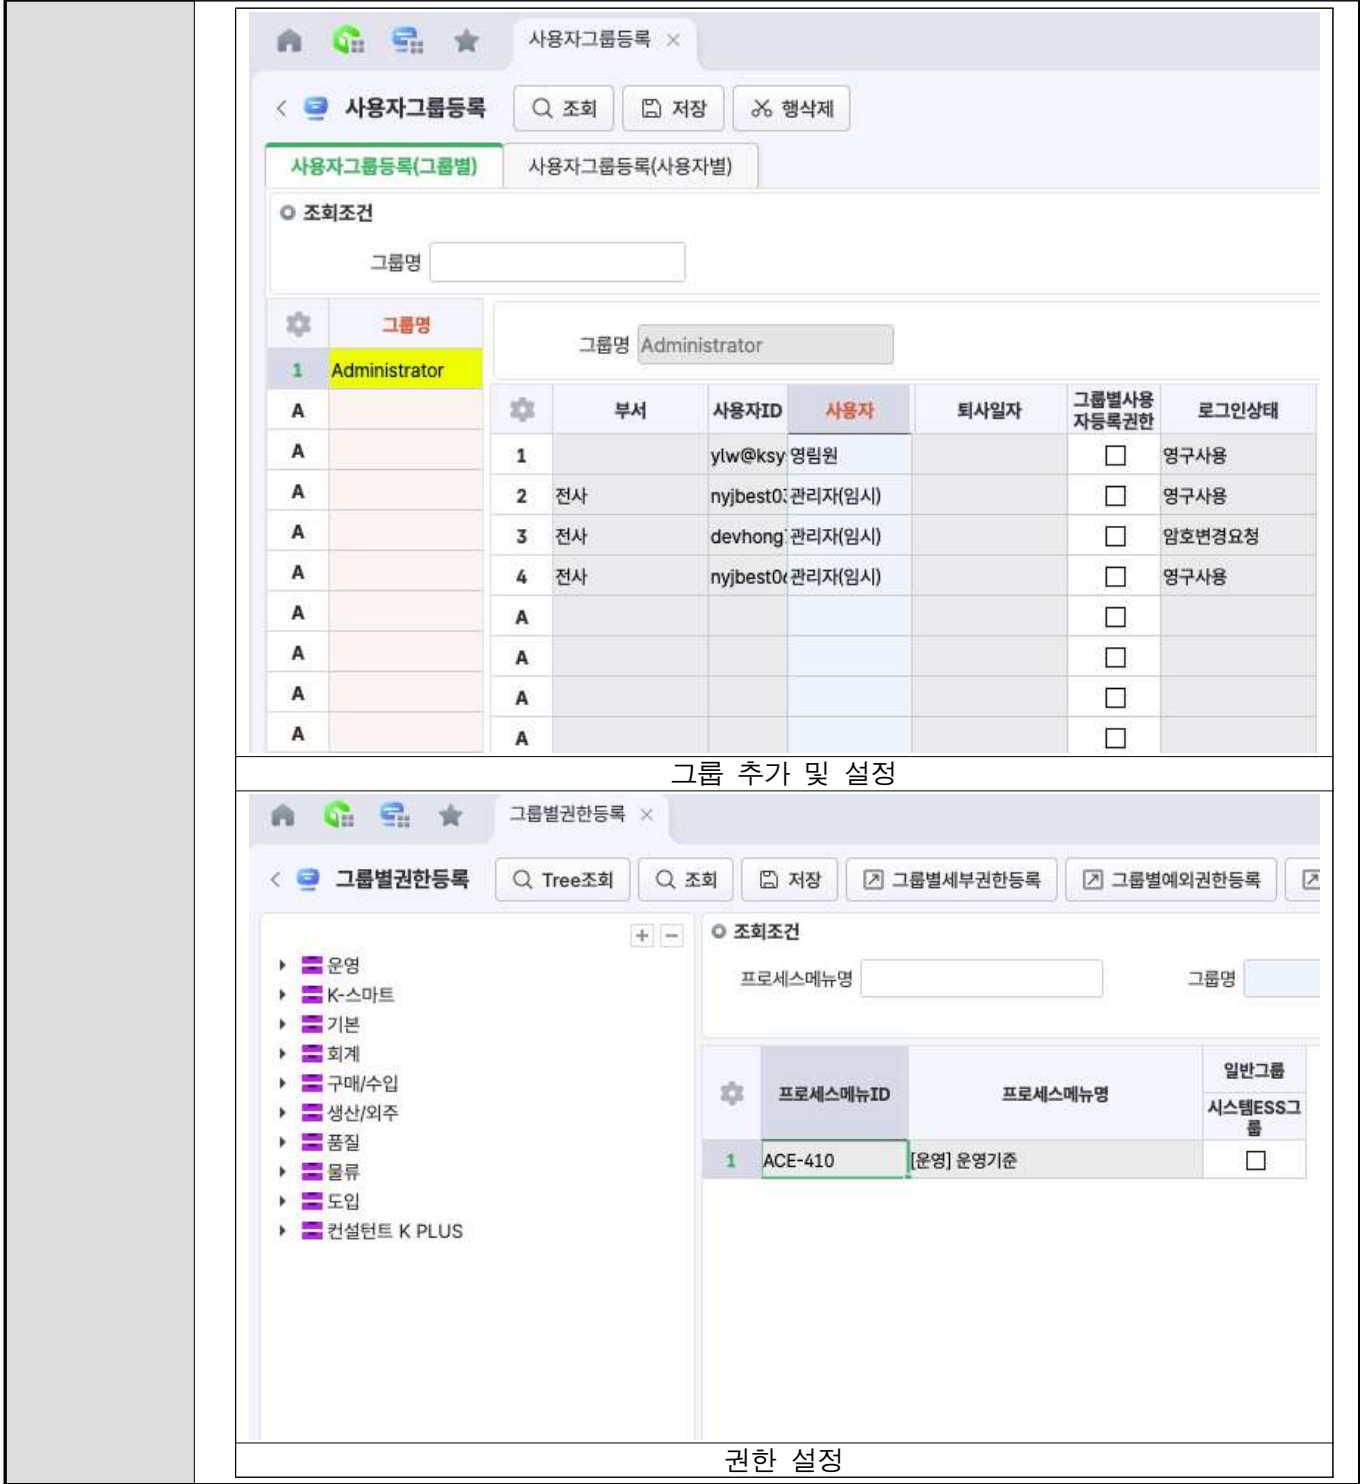 사용자그룹등록 ×
사용자그룹등록 조회 저장 행삭제
사용자그룹등록(그룹별) 사용자그룹등록(사용자별)
조회조건
그룹명
그룹명
그룹명 Administrator
1 Administrator
A
A
A
A
A
A
A
A
A
부서 사용자ID 사용자 퇴사일자 그룹별사용자등록권한 로그인상태
1 ylw@ksy 영림원 영구사용
2 전사 nyjbest03 관리자(임시) 영구사용
3 전사 devhong 관리자(임시) 암호변경요청
4 전사 nyjbest0 관리자(임시) 영구사용
A
A
A
A
그룹 추가 및 설정
그룹별권한등록 ×
그룹별권한등록 Tree조회 조회 저장 그룹별세부권한등록 그룹별예외권한등록
+ −
운영
K-스마트
기본
회계
구매/수입
생산/외주
품질
물류
도입
컨설턴트 K PLUS
조회조건
프로세스메뉴명 그룹명
프로세스메뉴ID 프로세스메뉴명 일반그룹
시스템ESS그룹
1 ACE-410 [운영] 운영기준
권한 설정